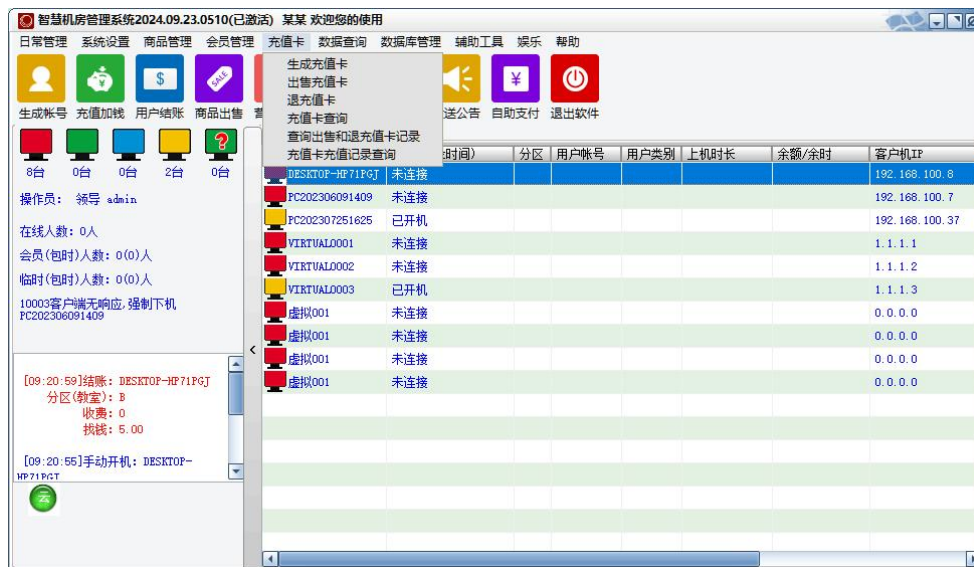 智慧机房管理系统2024.09.23.0510(已激活) 某某 欢迎您的使用
日常管理 系统设置 商品管理 会员管理 充值卡 数据查询 数据库管理 辅助工具 娱乐 帮助
生成充值卡
出售充值卡
退充值卡
充值卡查询
查询出售和退充值卡记录
充值卡充值记录查询
$ SALE ¥
生成帐号 充值加钱 用户结账 商品出售 送公告 自助支付 退出软件
?
8台 0台 0台 2台 0台
操作员: 领导 admin
在线人数: 0人
会员(包时)人数: 0(0)人
临时(包时)人数: 0(0)人
10003客户端无响应,强制下机
PC202306091409
[09:20:59]结账: DESKTOP-HP71PGJ
分区(教室): B
收费: 0
找钱: 5.00
[09:20:55]手动开机: DESKTOP-
HP71PGJ
云
<
时间) 分区 用户帐号 用户类别 上机时长 余额/余时 客户机IP
DESKTOP-HP71PGJ 未连接 192.168.100.8
PC202306091409 未连接 192.168.100.7
PC202307251625 已开机 192.168.100.37
VIRTUAL0001 未连接 1.1.1.1
VIRTUAL0002 未连接 1.1.1.2
VIRTUAL0003 已开机 1.1.1.3
虚拟001 未连接 0.0.0.0
虚拟001 未连接 0.0.0.0
虚拟001 未连接 0.0.0.0
虚拟001 未连接 0.0.0.0